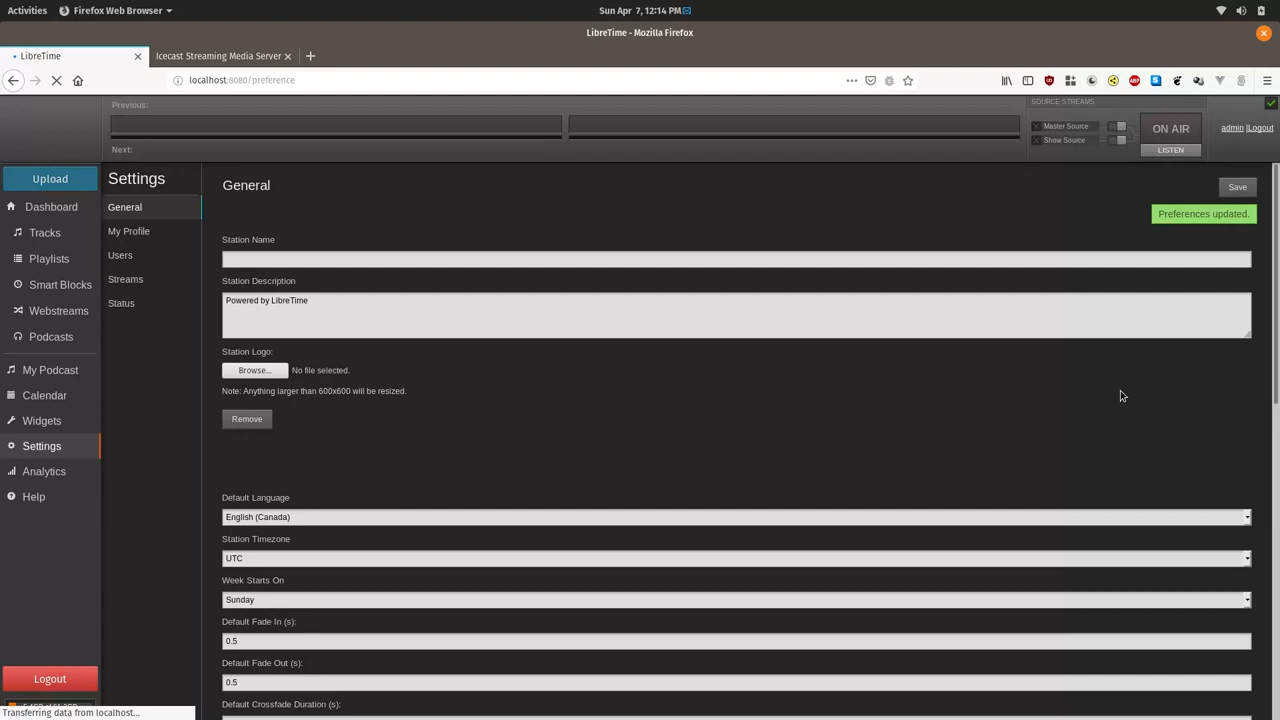 Activities
Firefox Web Browser
Sun Apr 7, 12:14 PM
LibreTime - Mozilla Firefox
LibreTime
Icecast Streaming Media Server
localhost:8080/preference
Previous:
Next:
SOURCE STREAMS
Master Source
Show Source
ON AIR
LISTEN
admin |Logout
Upload
Dashboard
Tracks
Playlists
Smart Blocks
Webstreams
Podcasts
My Podcast
Calendar
Widgets
Settings
Analytics
Help
Logout
Settings
General
My Profile
Users
Streams
Status
General
Save
Preferences updated.
Station Name
Station Description
Powered by LibreTime
Station Logo:
Browse... No file selected.
Note: Anything larger than 600x600 will be resized.
Remove
Default Language
English (Canada)
Station Timezone
UTC
Week Starts On
Sunday
Default Fade In (s):
0.5
Default Fade Out (s):
0.5
Default Crossfade Duration (s):
Transferring data from localhost...